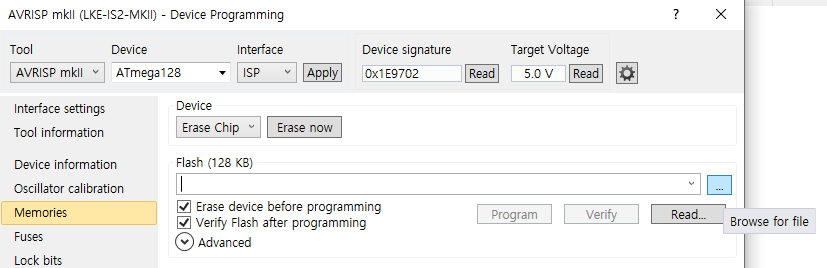 AVRISP mkII (LKE-IS2-MKII) - Device Programming
Tool Device Interface Device signature Target Voltage
AVRISP mkII ATmega128 ISP Apply 0x1E9702 Read 5.0 V Read
Interface settings
Tool information
Device information
Oscillator calibration
Memories
Fuses
Lock bits
Device
Erase Chip Erase now
Flash (128 KB)
...
Erase device before programming
Verify Flash after programming
Advanced
Program Verify Read...
Browse for file